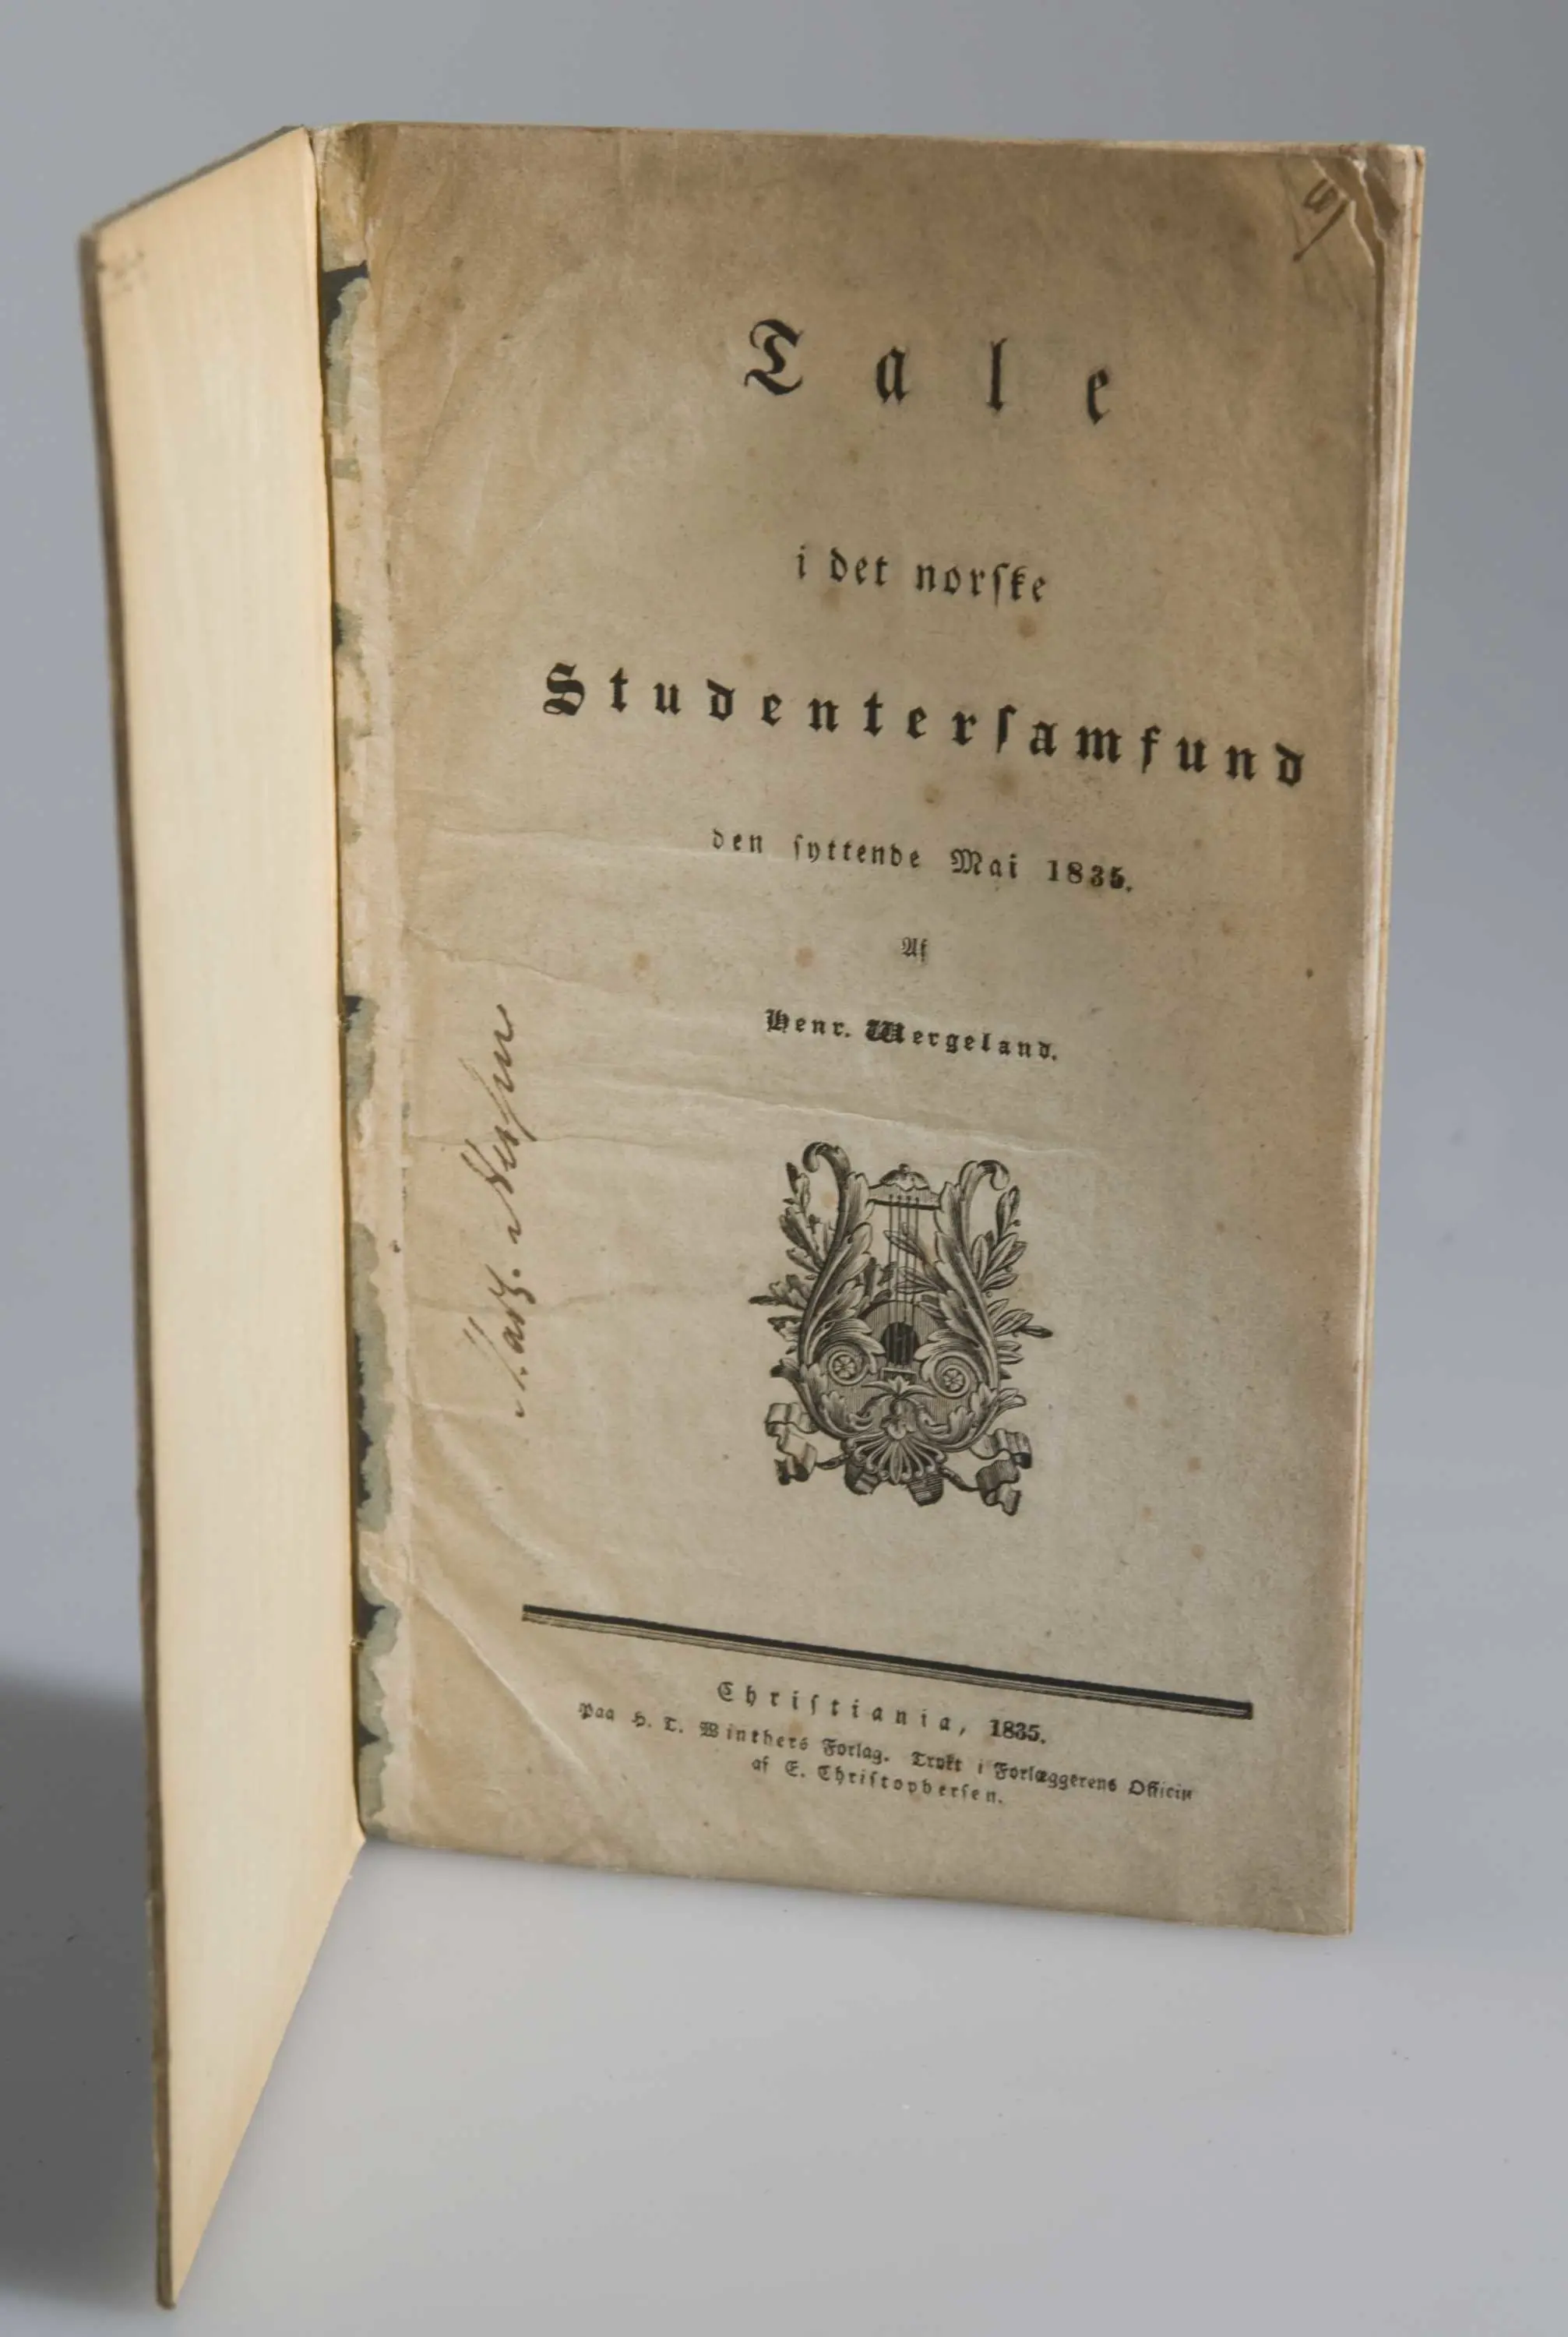 Tale
i det norſke
Studenterſamfund
den ſyttende Mai 1835.
Af
Henr. Wergeland.
Chriſtiania, 1835.
Paa H. T. Winthers Forlag. Trykt i Forlæggerens Officin
af E. Chriſtopherſen.